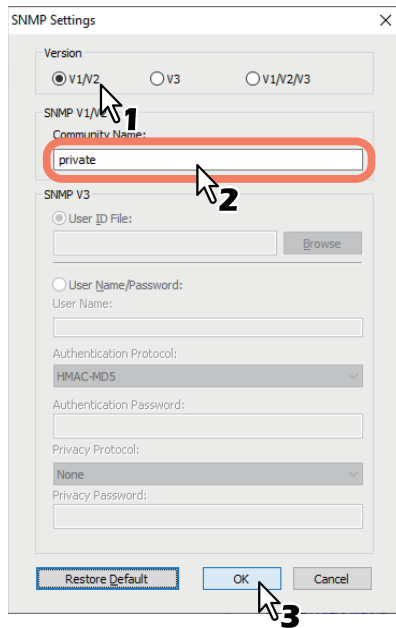 SNMP Settings
Version
V1/V2 V3 V1/V2/V3
1
SNMP V1/V2
Community Name:
private
2
SNMP V3
User ID File:
Browse
User Name/Password:
User Name:
Authentication Protocol:
HMAC-MD5
Authentication Password:
Privacy Protocol:
None
Privacy Password:
Restore Default OK Cancel
3